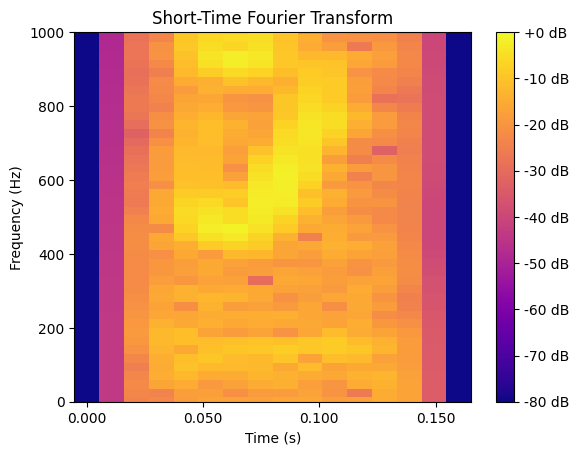 Short-Time Fourier Transform
1000
800
600
400
200
0
Frequency (Hz)
0.000
0.050
0.100
0.150
Time (s)
+0 dB
-10 dB
-20 dB
-30 dB
-40 dB
-50 dB
-60 dB
-70 dB
-80 dB